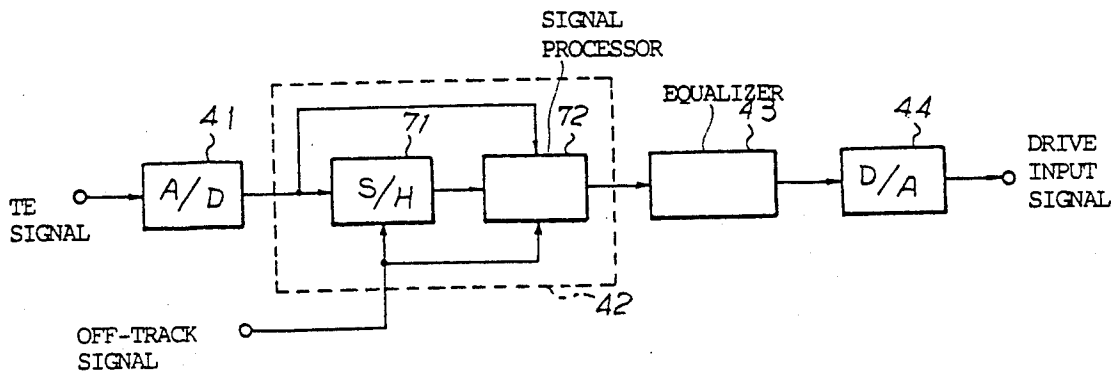 SIGNAL
PROCESSOR
EQUALIZER
41
71
72
43
44
A/D
S/H
D/A
TE
SIGNAL
DRIVE
INPUT
SIGNAL
42
OFF-TRACK
SIGNAL